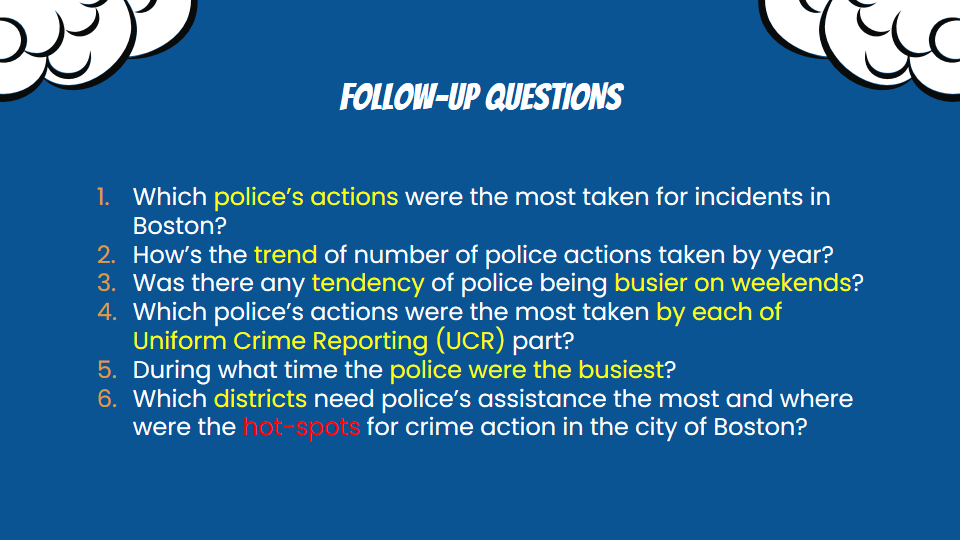 FOLLOW-UP QUESTIONS
1. Which police’s actions were the most taken for incidents in
Boston?
2. How’s the trend of number of police actions taken by year?
3. Was there any tendency of police being busier on weekends?
4. Which police’s actions were the most taken by each of
Uniform Crime Reporting (UCR) part?
5. During what time the police were the busiest?
6. Which districts need police’s assistance the most and where
were the hot-spots for crime action in the city of Boston?